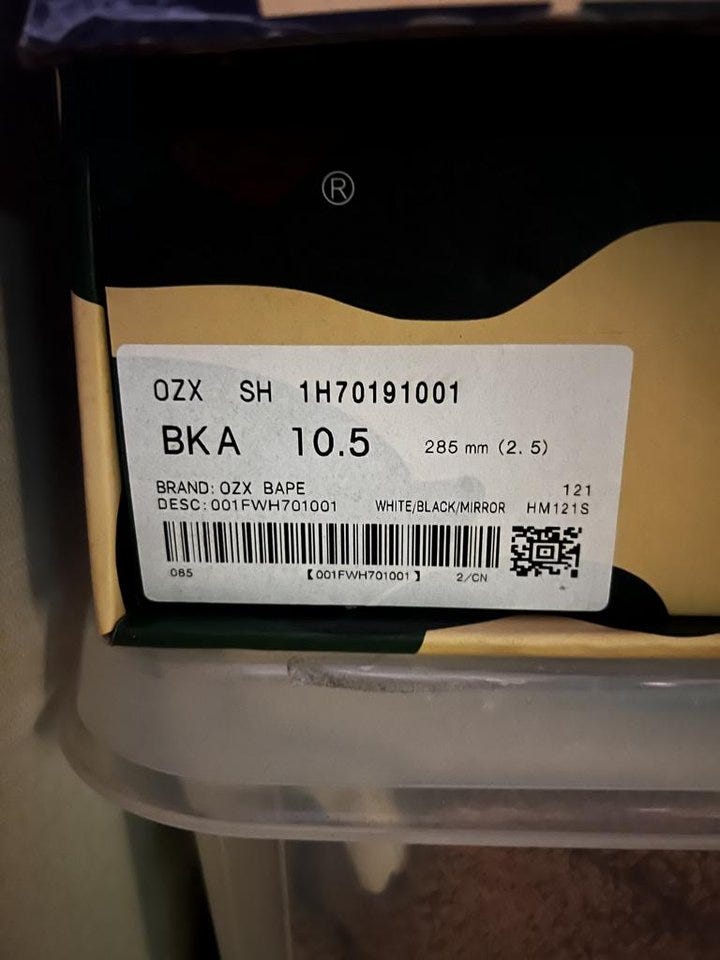 ®
OZX SH 1H70191001
BKA 10.5 285 mm (2. 5)
BRAND: OZX BAPE 121
DESC: 001FWH701001 WHITE/BLACK/MIRROR HM121S
085 【001FWH701001】 2/CN